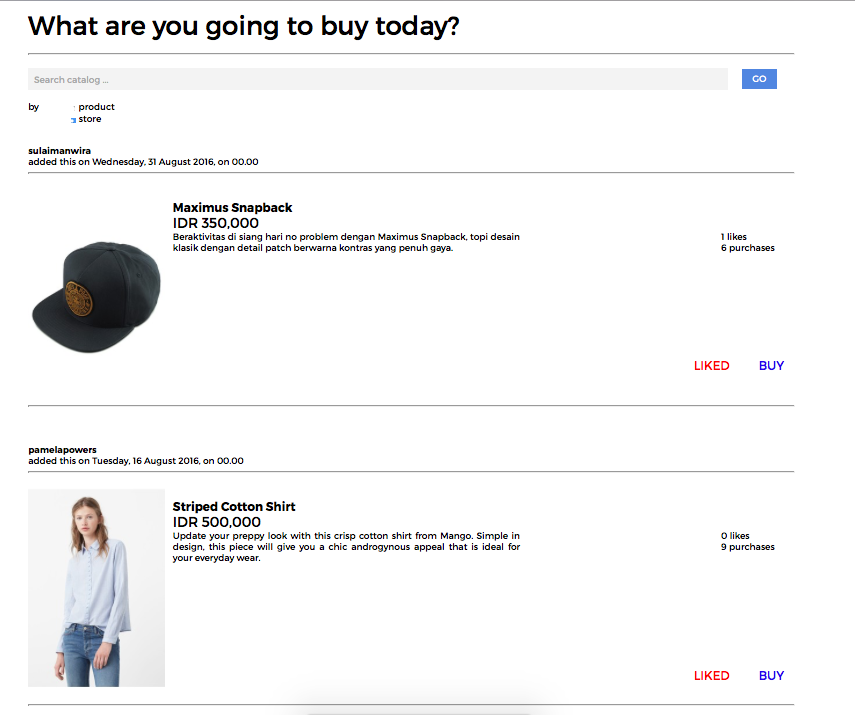 What are you going to buy today?
Search catalog ...
GO
by
product
store
sulaimanwira
added this on Wednesday, 31 August 2016, on 00.00
Maximus Snapback
IDR 350,000
Beraktivitas di siang hari no problem dengan Maximus Snapback, topi desain
klasik dengan detail patch berwarna kontras yang penuh gaya.
1 likes
6 purchases
LIKED
BUY
pamelapowers
added this on Tuesday, 16 August 2016, on 00.00
Striped Cotton Shirt
IDR 500,000
Update your preppy look with this crisp cotton shirt from Mango. Simple in
design, this piece will give you a chic androgynous appeal that is ideal for
your everyday wear.
0 likes
9 purchases
LIKED
BUY